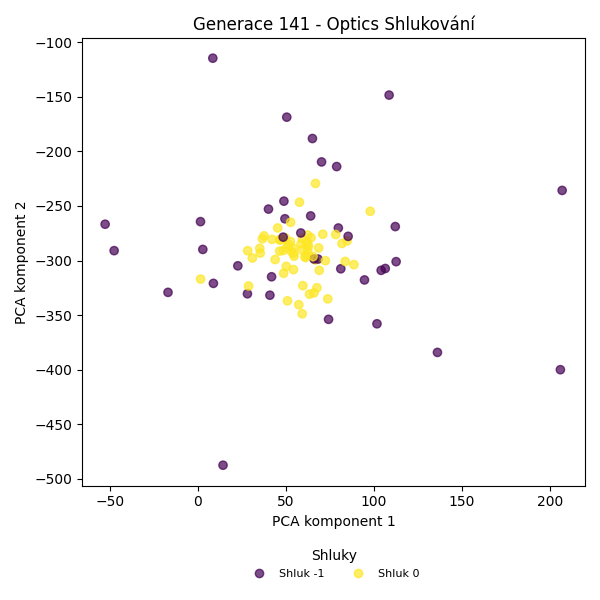 Generace 141 - Optics Shlukování
PCA komponent 2
−100
−150
−200
−250
−300
−350
−400
−450
−500
−50
0
50
100
150
200
PCA komponent 1
Shluky
Shluk -1
Shluk 0